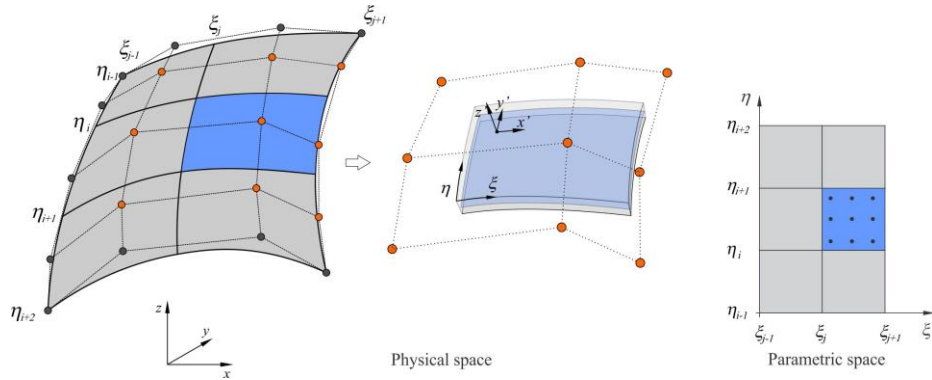 ξj-1
ξj
ξj+1
ηi-1
ηi
ηi+1
ηi+2
z
y
x
z'
y'
x'
η
ξ
Physical space
η
ηi+2
ηi+1
ηi
ηi-1
ξj-1
ξj
ξj+1
ξ
Parametric space